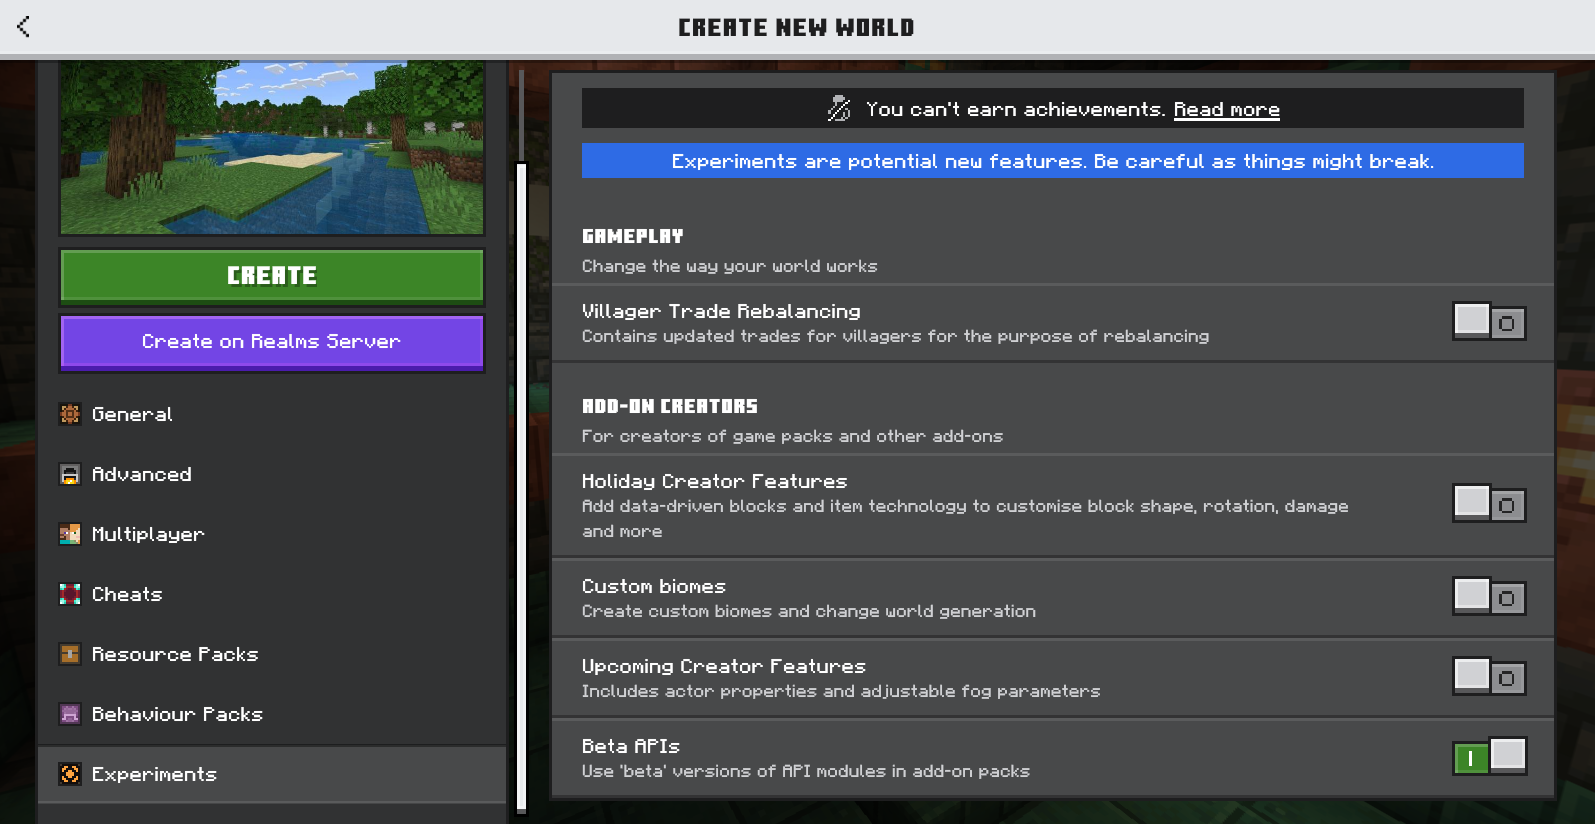 CREATE NEW WORLD
You can't earn achievements. Read more
Experiments are potential new features. Be careful as things might break.
CREATE
Create on Realms Server
General
Advanced
Multiplayer
Cheats
Resource Packs
Behaviour Packs
Experiments
GAMEPLAY
Change the way your world works
Villager Trade Rebalancing
Contains updated trades for villagers for the purpose of rebalancing
ADD-ON CREATORS
For creators of game packs and other add-ons
Holiday Creator Features
Add data-driven blocks and item technology to customise block shape, rotation, damage
and more
Custom biomes
Create custom biomes and change world generation
Upcoming Creator Features
Includes actor properties and adjustable fog parameters
Beta APIs
Use 'beta' versions of API modules in add-on packs